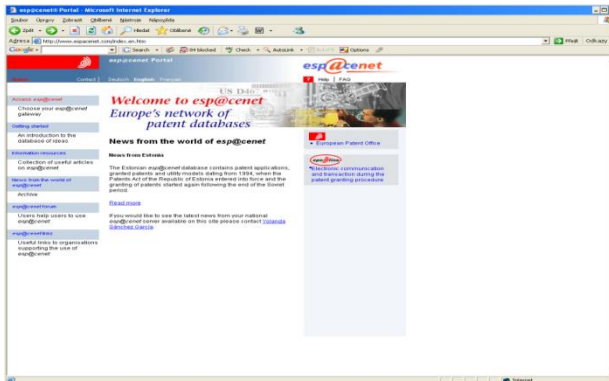 esp@cenet® Portal - Microsoft Internet Explorer
Soubor Úpravy Zobrazit Oblíbené Nástroje Nápověda
Zpět Hledat Oblíbené
Adresa http://www.espacenet.com/index.en.htm Přejít Odkazy
Google Search 84 blocked Check AutoLink AutoFill Options
esp@cenet Portal
esp@cenet
Contact Deutsch English Français
? Help FAQ
Access esp@cenet
Choose your esp@cenet
gateway
Getting started
An introduction to the
database of ideas
Information resources
Collection of useful articles
on esp@cenet
News from the world of
esp@cenet
Archive
esp@cenet forum
Users help users to use
esp@cenet
esp@cenet links
Useful links to organisations
supporting the use of
esp@cenet
Welcome to esp@cenet
Europe's network of
patent databases
News from the world of esp@cenet
News from Estonia
The Estonian esp@cenet database contains patent applications,
granted patents and utility models dating from 1994, when the
Patents Act of the Republic of Estonia entered into force and the
granting of patents started again following the end of the Soviet
period.
Read more
If you would like to see the latest news from your national
esp@cenet server available on this site please contact Yolanda
Sánchez García.
European Patent Office
Electronic communication
and transaction during the
patent granting procedure
Internet